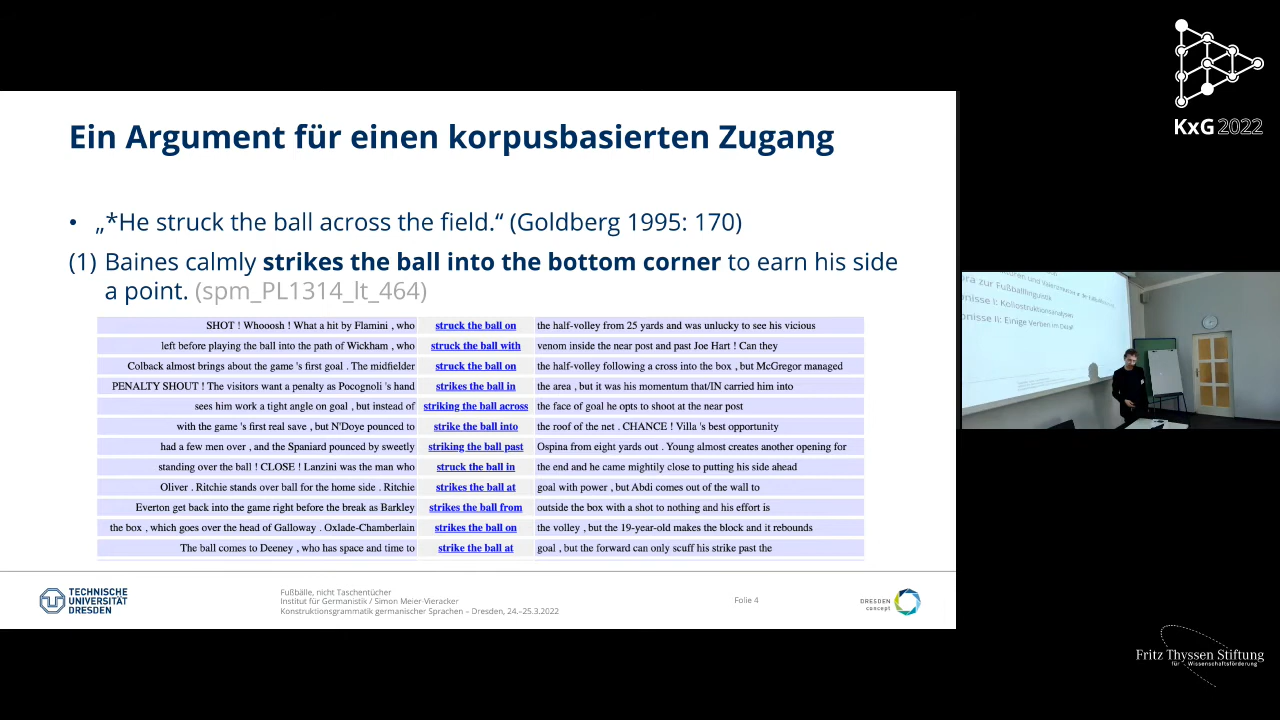 KxG 2022
Ein Argument für einen korpusbasierten Zugang
• „*He struck the ball across the field.“ (Goldberg 1995: 170)
(1) Baines calmly strikes the ball into the bottom corner to earn his side
a point. (spm_PL1314_lt_464)
SHOT ! Whooosh ! What a hit by Flamini , who struck the ball on the half-volley from 25 yards and was unlucky to see his vicious
left before playing the ball into the path of Wickham , who struck the ball with venom inside the near post and past Joe Hart ! Can they
Colback almost brings about the game 's first goal . The midfielder struck the ball on the half-volley following a cross into the box , but McGregor managed
PENALTY SHOUT ! The visitors want a penalty as Pocognoli 's hand strikes the ball in the area , but it was his momentum that/IN carried him into
sees him work a tight angle on goal , but instead of striking the ball across the face of goal he opts to shoot at the near post
with the game 's first real save , but N'Doye pounced to strike the ball into the roof of the net . CHANCE ! Villa 's best opportunity
had a few men over , and the Spaniard pounced by sweetly striking the ball past Ospina from eight yards out . Young almost creates another opening for
standing over the ball ! CLOSE ! Lanzini was the man who struck the ball in the end and he came mightily close to putting his side ahead
Oliver . Ritchie stands over ball for the home side . Ritchie strikes the ball at goal with power , but Abdi comes out of the wall to
Everton get back into the game right before the break as Barkley strikes the ball from outside the box with a shot to nothing and his effort is
the box , which goes over the head of Galloway . Oxlade-Chamberlain strikes the ball on the volley , but the 19-year-old makes the block and it rebounds
The ball comes to Deeney , who has space and time to strike the ball at goal , but the forward can only scuff his strike past the
TECHNISCHE
UNIVERSITÄT
DRESDEN
Fußbälle, nicht Taschentücher
Institut für Germanistik / Simon Meier-Vieracker
Konstruktionsgrammatik germanischer Sprachen – Dresden, 24.–25.3.2022
Folie 4
DRESDEN
concept
zur Fußballlinguistik
Kollostruktionsanalysen
Einige Verben im Detail
Fritz Thyssen Stiftung
für Wissenschaftsförderung